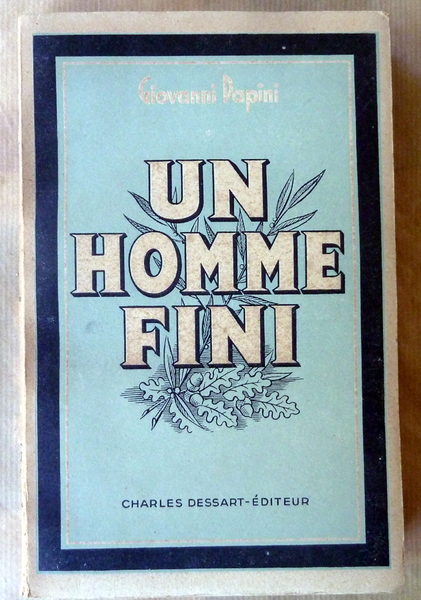 Giovanni Papini
UN
HOMME
FINI
CHARLES DESSART-ÉDITEUR